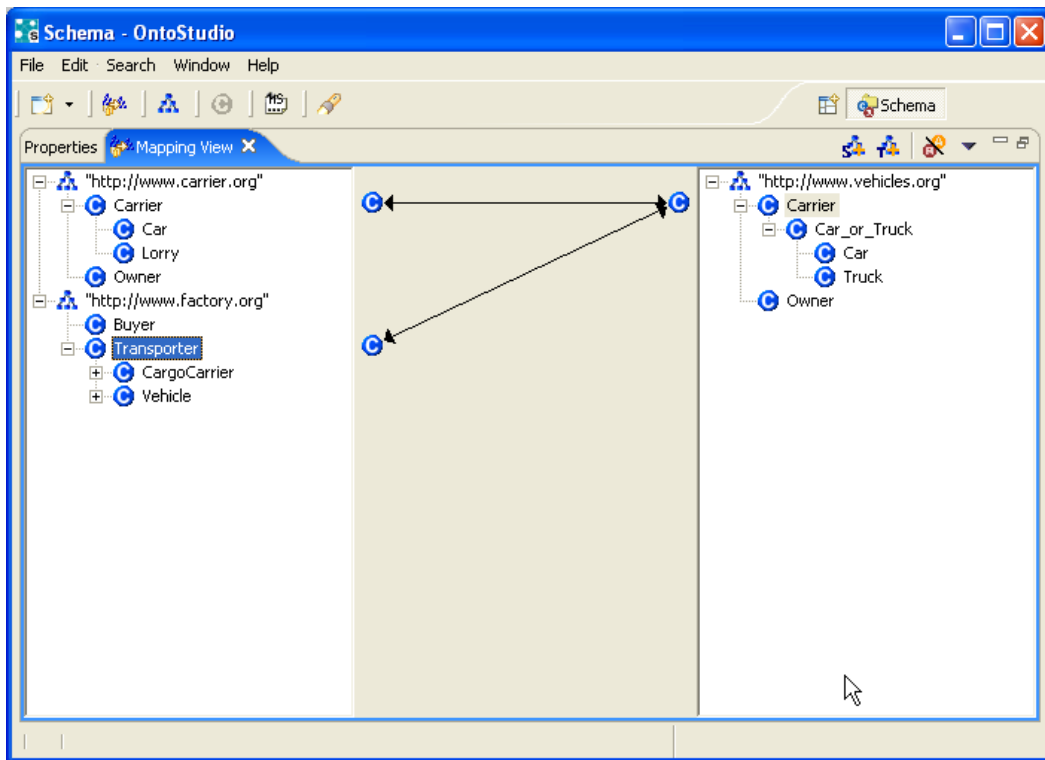 Schema - OntoStudio
File Edit Search Window Help
Schema
Properties Mapping View
"http://www.carrier.org"
Carrier
Car
Lorry
Owner
"http://www.factory.org"
Buyer
Transporter
CargoCarrier
Vehicle
"http://www.vehicles.org"
Carrier
Car_or_Truck
Car
Truck
Owner